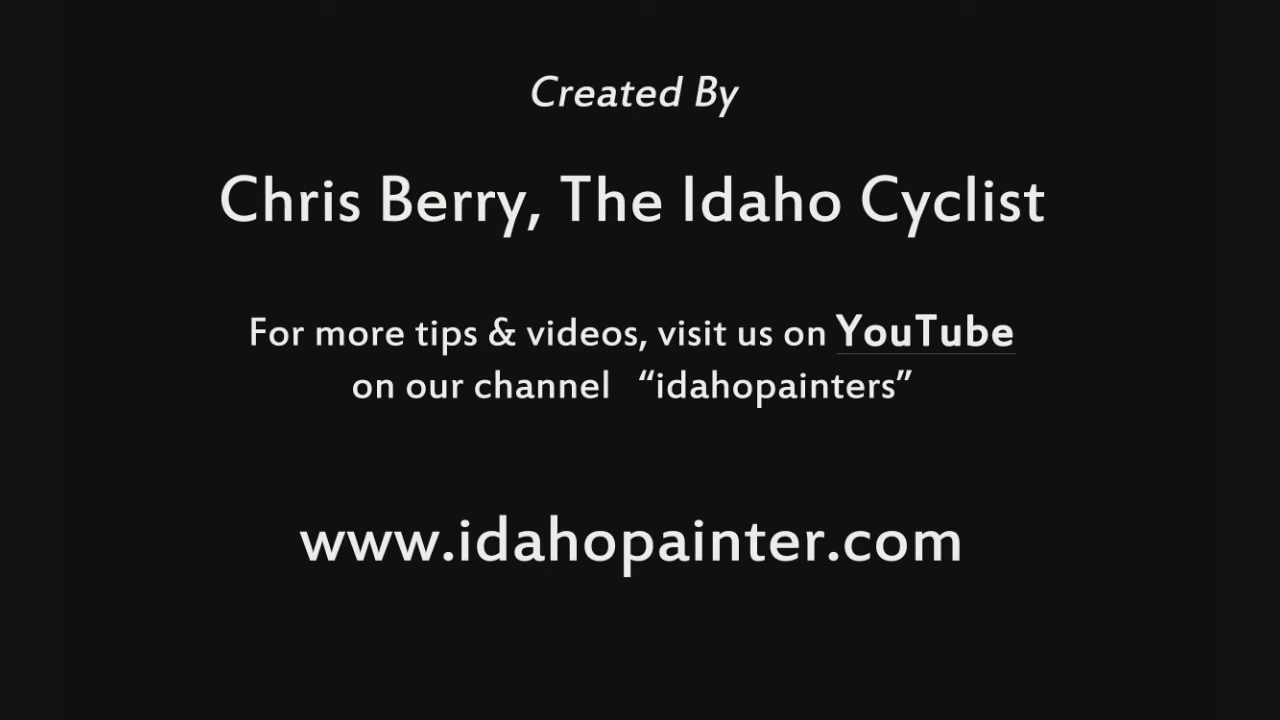 Created By
Chris Berry, The Idaho Cyclist
For more tips & videos, visit us on YouTube
on our channel “idahopainters”
www.idahopainter.com